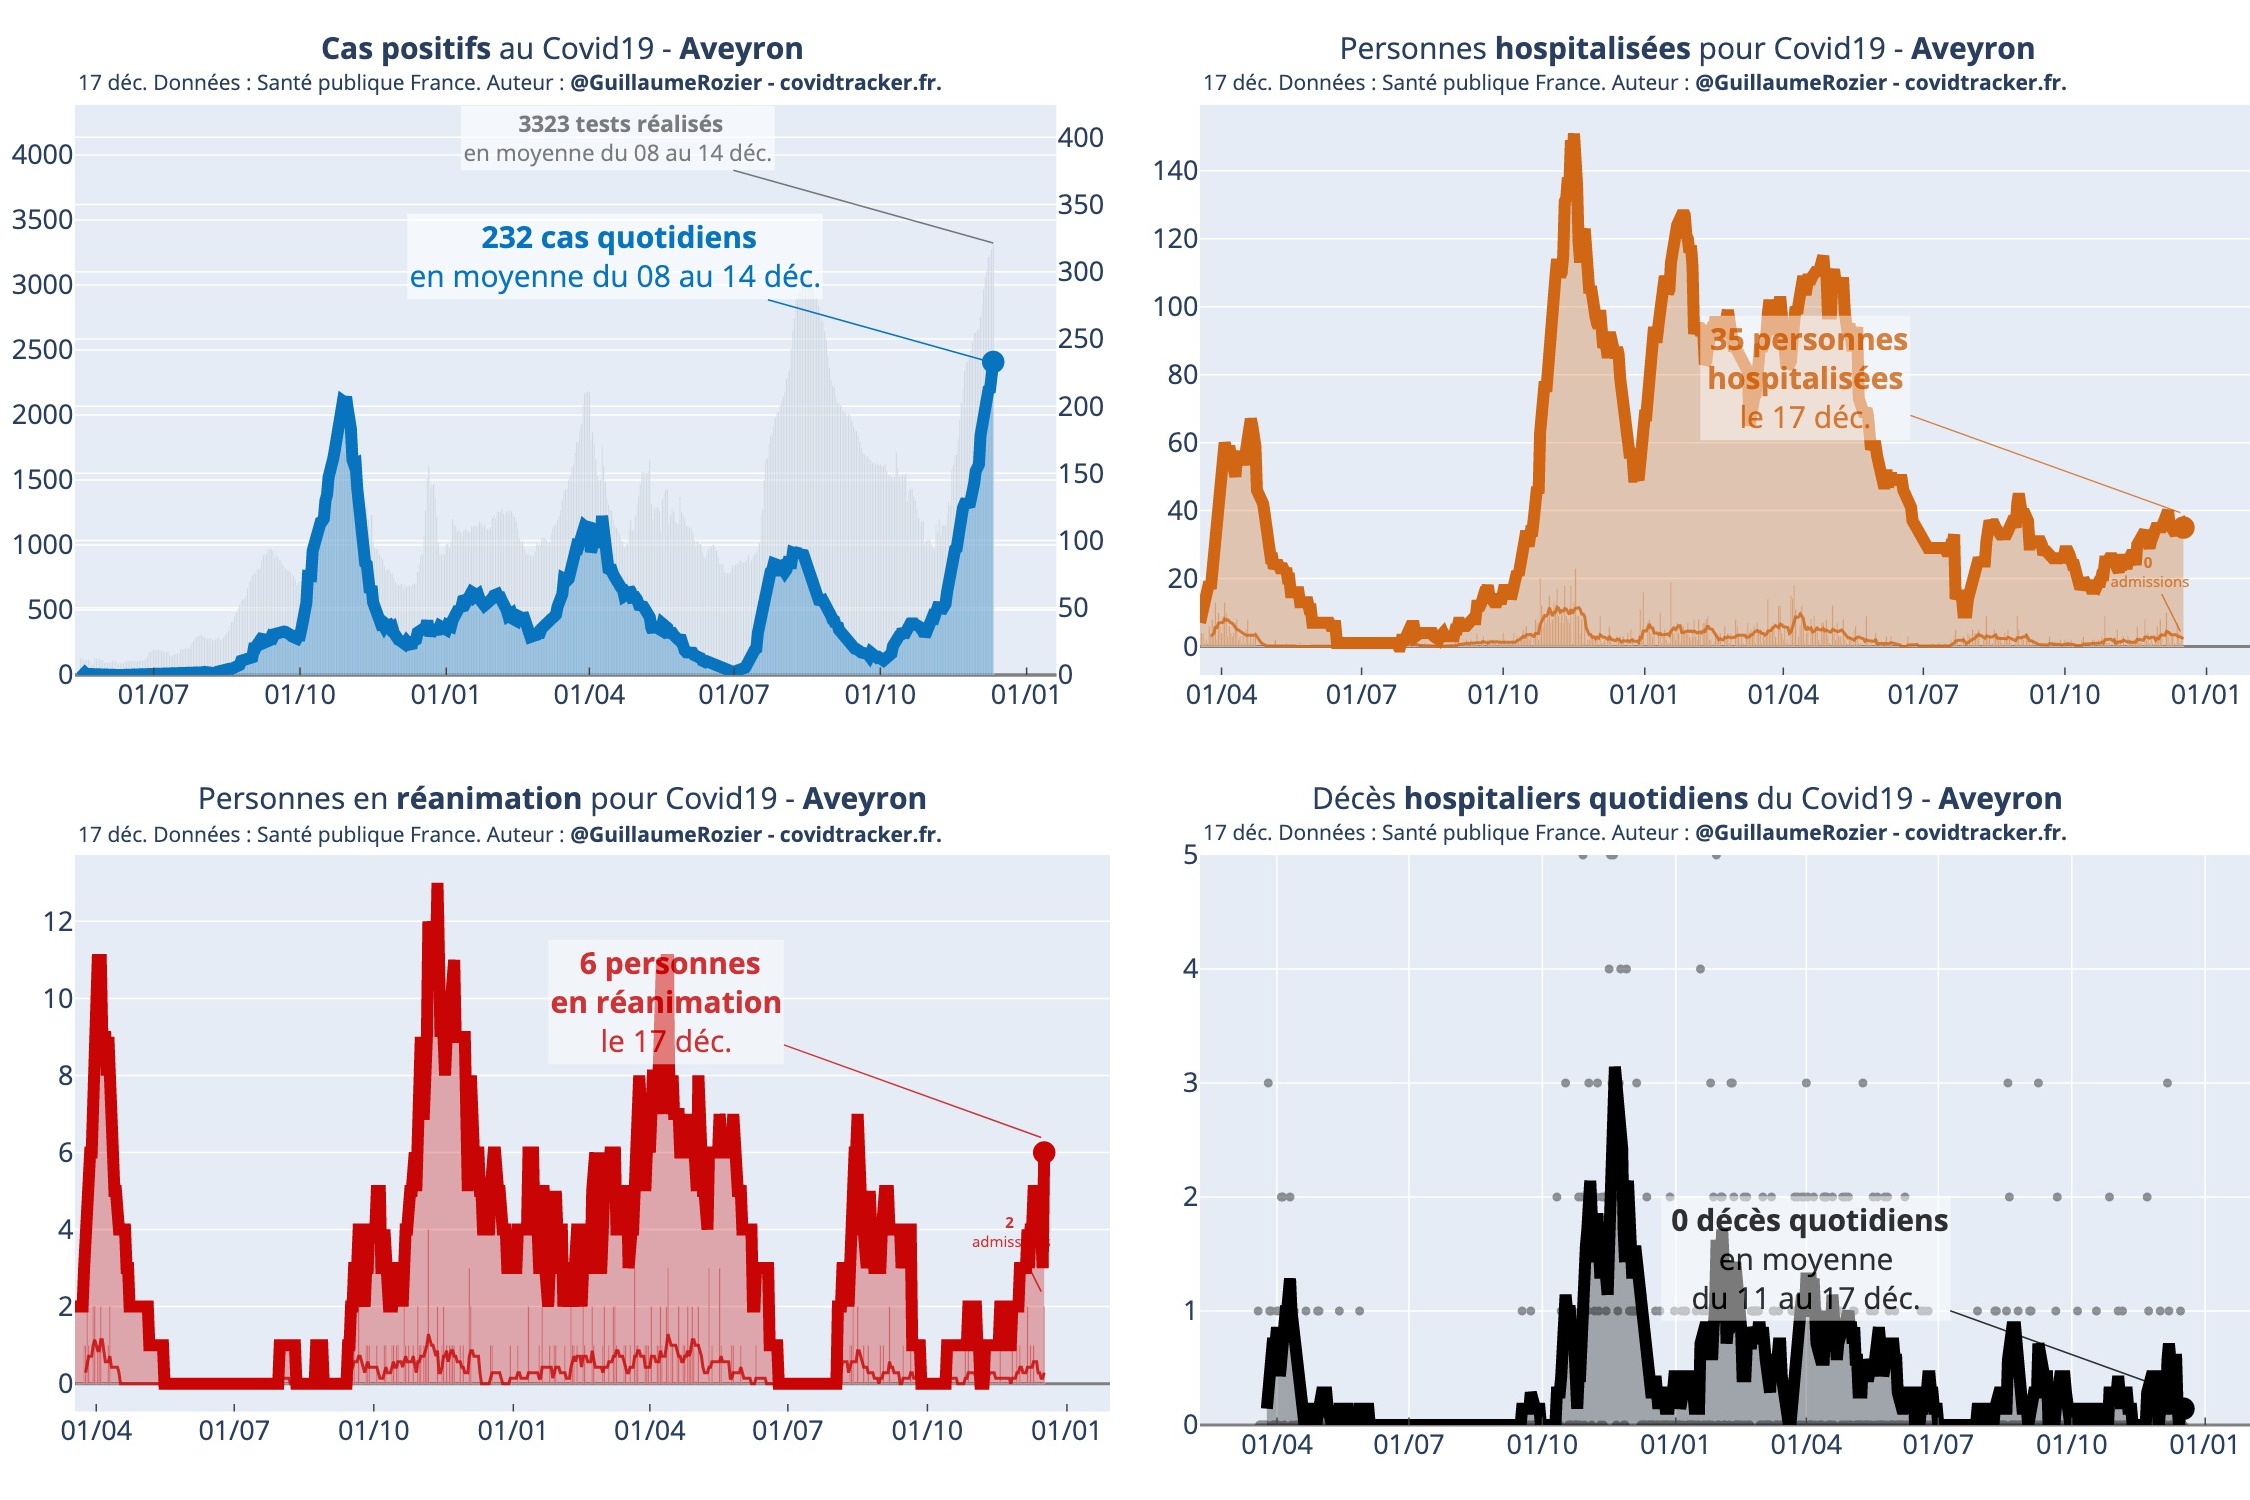 Cas positifs au Covid19 - Aveyron
17 déc. Données : Santé publique France. Auteur : @GuillaumeRozier - covidtracker.fr.
3323 tests réalisés
en moyenne du 08 au 14 déc.
232 cas quotidiens
en moyenne du 08 au 14 déc.
4000
3500
3000
2500
2000
1500
1000
500
0
400
350
300
250
200
150
100
50
0
01/07 01/10 01/01 01/04 01/07 01/10 01/01
Personnes hospitalisées pour Covid19 - Aveyron
17 déc. Données : Santé publique France. Auteur : @GuillaumeRozier - covidtracker.fr.
140
120
100
80
60
40
20
0
35 personnes
hospitalisées
le 17 déc.
0
admissions
01/04 01/07 01/10 01/01 01/04 01/07 01/10 01/01
Personnes en réanimation pour Covid19 - Aveyron
17 déc. Données : Santé publique France. Auteur : @GuillaumeRozier - covidtracker.fr.
12
10
8
6
4
2
0
6 personnes
en réanimation
le 17 déc.
2
admissions
01/04 01/07 01/10 01/01 01/04 01/07 01/10 01/01
Décès hospitaliers quotidiens du Covid19 - Aveyron
17 déc. Données : Santé publique France. Auteur : @GuillaumeRozier - covidtracker.fr.
5
4
3
2
1
0
0 décès quotidiens
en moyenne
du 11 au 17 déc.
01/04 01/07 01/10 01/01 01/04 01/07 01/10 01/01